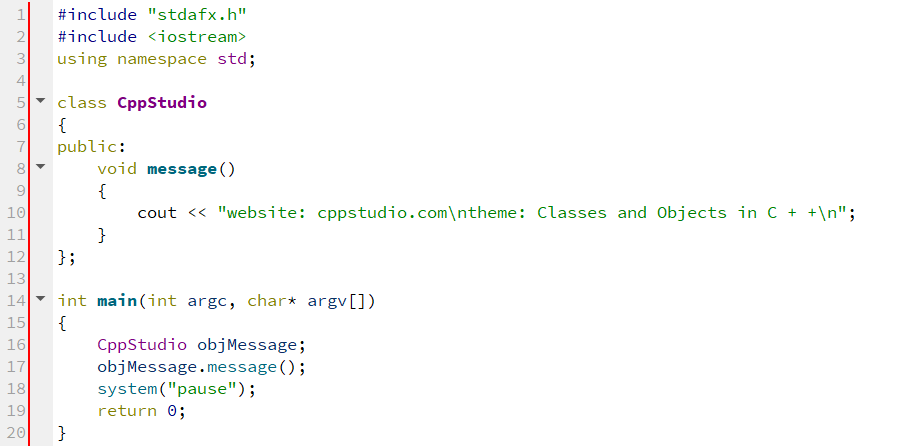 1 #include "stdafx.h"
2 #include <iostream>
3 using namespace std;
4
5 class CppStudio
6 {
7 public:
8     void message()
9     {
10         cout << "website: cppstudio.com\ntheme: Classes and Objects in C + +\n";
11     }
12 };
13
14 int main(int argc, char* argv[])
15 {
16     CppStudio objMessage;
17     objMessage.message();
18     system("pause");
19     return 0;
20 }